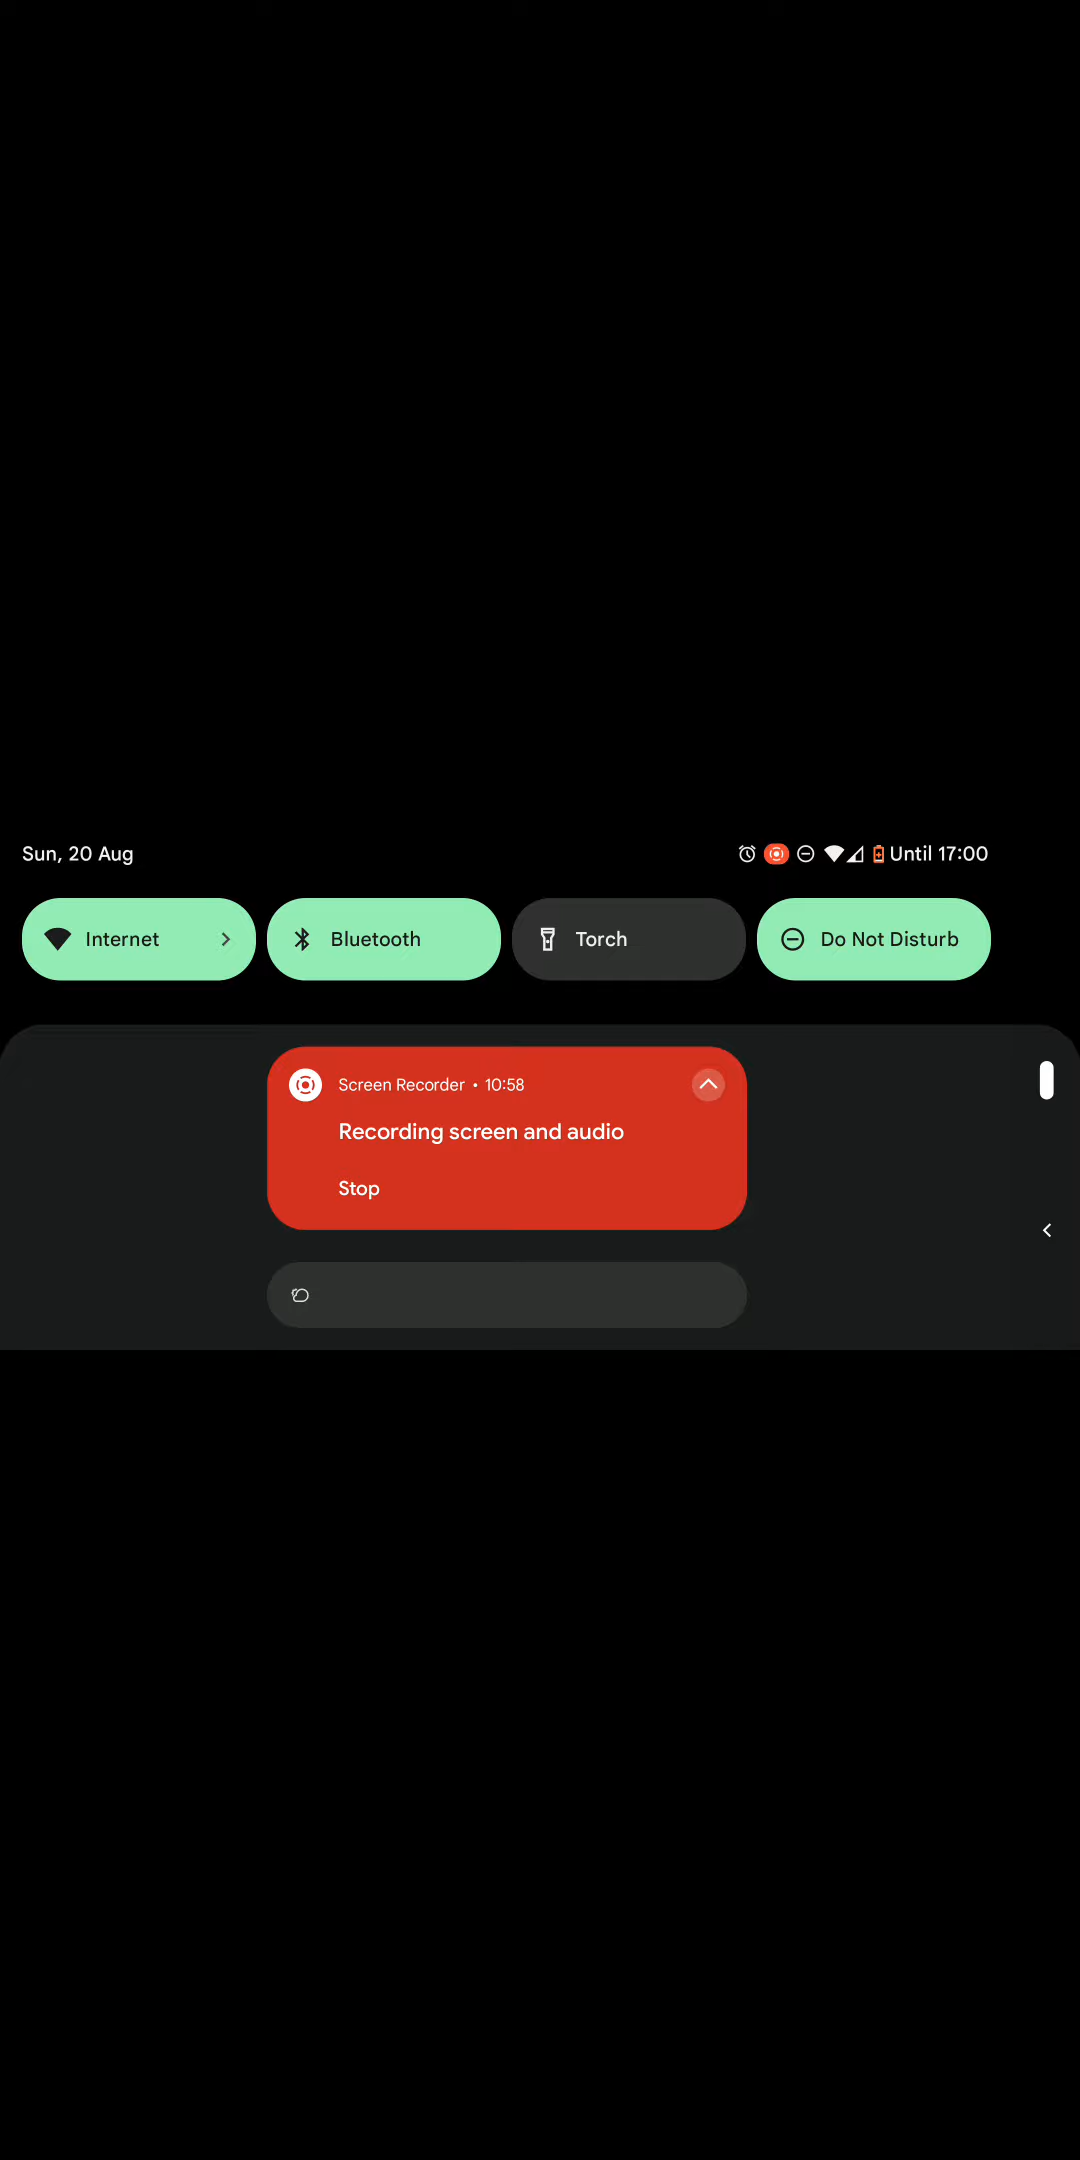 Sun, 20 Aug Until 17:00
Internet Bluetooth Torch Do Not Disturb
Screen Recorder • 10:58
Recording screen and audio
Stop